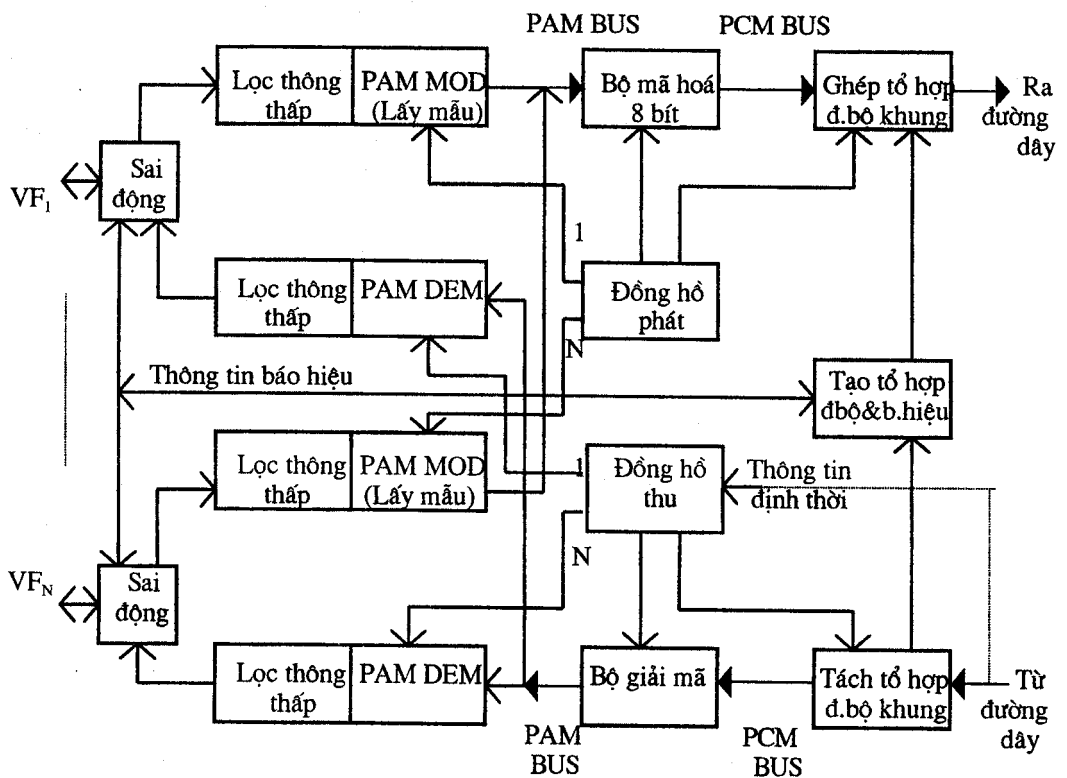 PAM BUS
PCM BUS
Lọc thông
thấp
PAM MOD
(Lấy mẫu)
Bộ mã hoá
8 bít
Ghép tổ hợp
đ.bộ khung
Ra
đường
dây
Sai
động
VF1
1
Lọc thông
thấp
PAM DEM
Đồng hồ
phát
N
Thông tin báo hiệu
Tạo tổ hợp
đbộ&b.hiệu
Lọc thông
thấp
PAM MOD
(Lấy mẫu)
1
Đồng hồ
thu
Thông tin
định thời
N
VFN
Sai
động
Lọc thông
thấp
PAM DEM
Bộ giải mã
Tách tổ hợp
đ.bộ khung
Từ
đường
dây
PAM
BUS
PCM
BUS